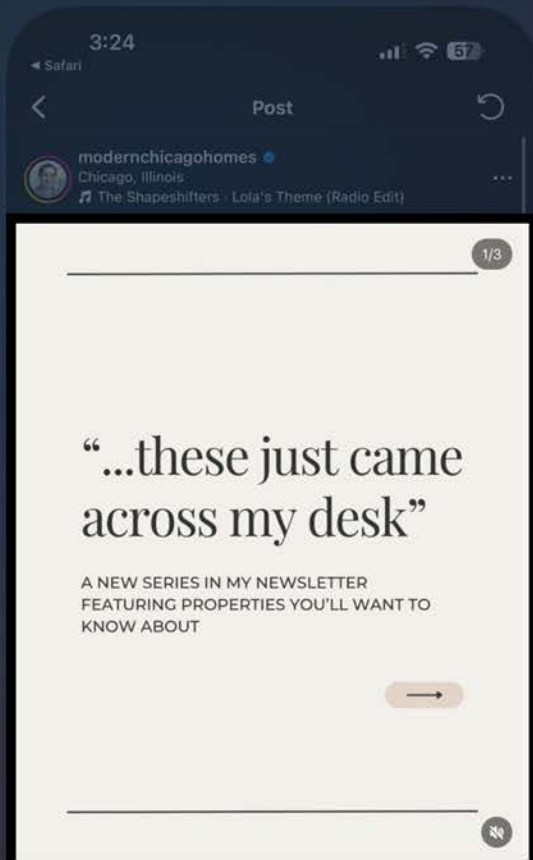 3:24
57
◄ Safari
Post
modernchicagohomes
Chicago, Illinois
The Shapeshifters · Lola's Theme (Radio Edit)
1/3
“...these just came
across my desk”
A NEW SERIES IN MY NEWSLETTER
FEATURING PROPERTIES YOU'LL WANT TO
KNOW ABOUT